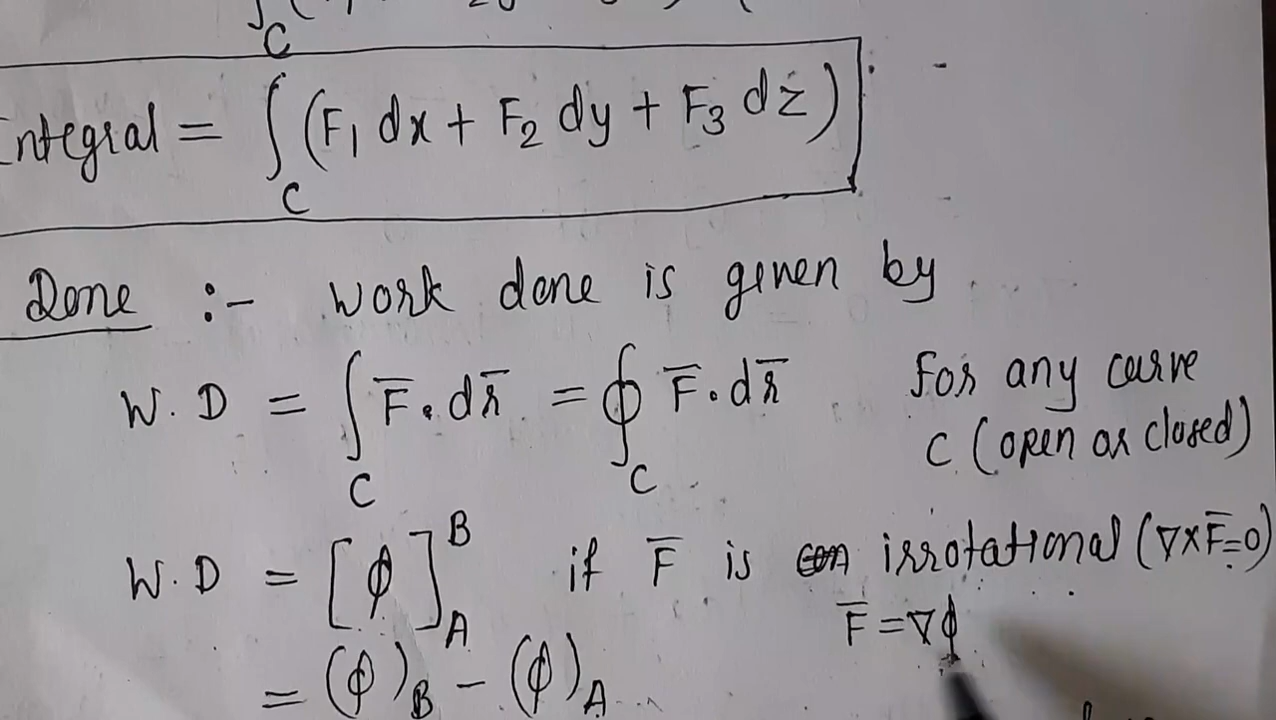 C
Integral = ∫_C (F₁ dx + F₂ dy + F₃ dz)
Done :- Work done is given by
W.D = ∫_C F̅ . dr̅ = ∮_C F̅ . dr̅ For any curve
C (open or closed)
W.D = [ϕ]_A^B if F̅ is irrotational (∇×F̅=0)
F̅ = ∇ϕ
= (ϕ)_B - (ϕ)_A